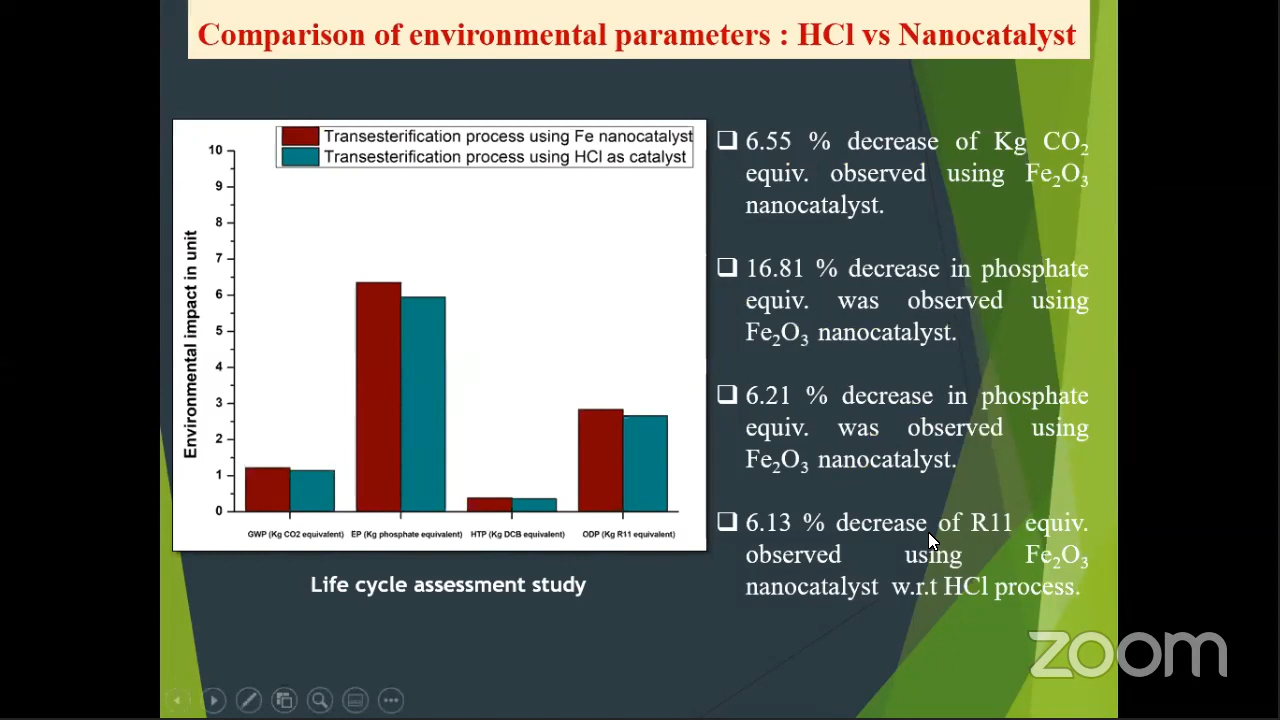 Comparison of environmental parameters : HCl vs Nanocatalyst
Transesterification process using Fe nanocatalyst
Transesterification process using HCl as catalyst
10
9
8
7
6
5
4
3
2
1
0
Environmental impact in unit
GWP (Kg CO2 equivalent) EP (Kg phosphate equivalent) HTP (Kg DCB equivalent) ODP (Kg R11 equivalent)
Life cycle assessment study
❑ 6.55 % decrease of Kg CO₂
equiv. observed using Fe₂O₃
nanocatalyst.
❑ 16.81 % decrease in phosphate
equiv. was observed using
Fe₂O₃ nanocatalyst.
❑ 6.21 % decrease in phosphate
equiv. was observed using
Fe₂O₃ nanocatalyst.
❑ 6.13 % decrease of R11 equiv.
observed using Fe₂O₃
nanocatalyst w.r.t HCl process.
zoom